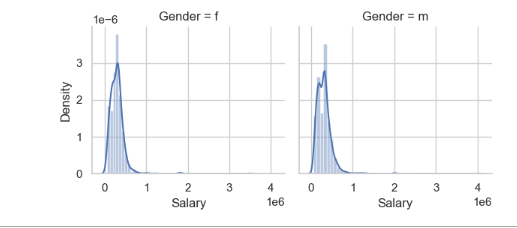 1e−6
Gender = f
Gender = m
Density
3
2
1
0
0 1 2 3 4
1e6
Salary
0 1 2 3 4
1e6
Salary